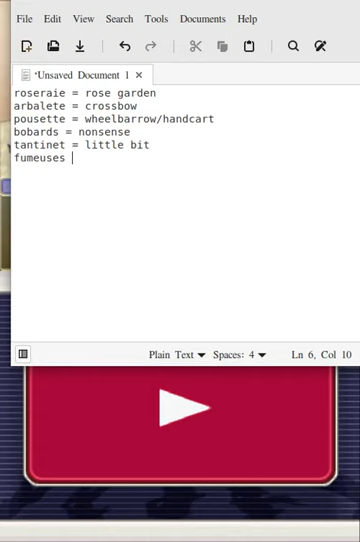 File Edit View Search Tools Documents Help
*Unsaved Document 1
roseraie = rose garden
arbalete = crossbow
pousette = wheelbarrow/handcart
bobards = nonsense
tantinet = little bit
fumeuses
Plain Text Spaces: 4 Ln 6, Col 10